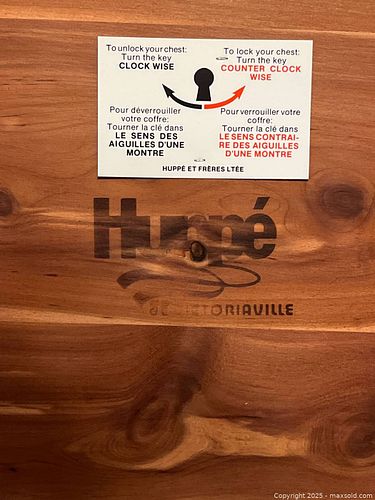 To unlock your chest:
Turn the key
CLOCK WISE
To lock your chest:
Turn the key
COUNTER CLOCK
WISE
Pour déverrouiller
votre coffre:
Tourner la clé dans
LE SENS DES
AIGUILLES D'UNE
MONTRE
Pour verrouiller votre
coffre:
Tourner la clé dans
LE SENS CONTRAI-
RE DES AIGUILLES
D'UNE MONTRE
HUPPÉ ET FRÈRES LTÉE
Huppé
de VICTORIAVILLE
Copyright 2025 - maxsold.com